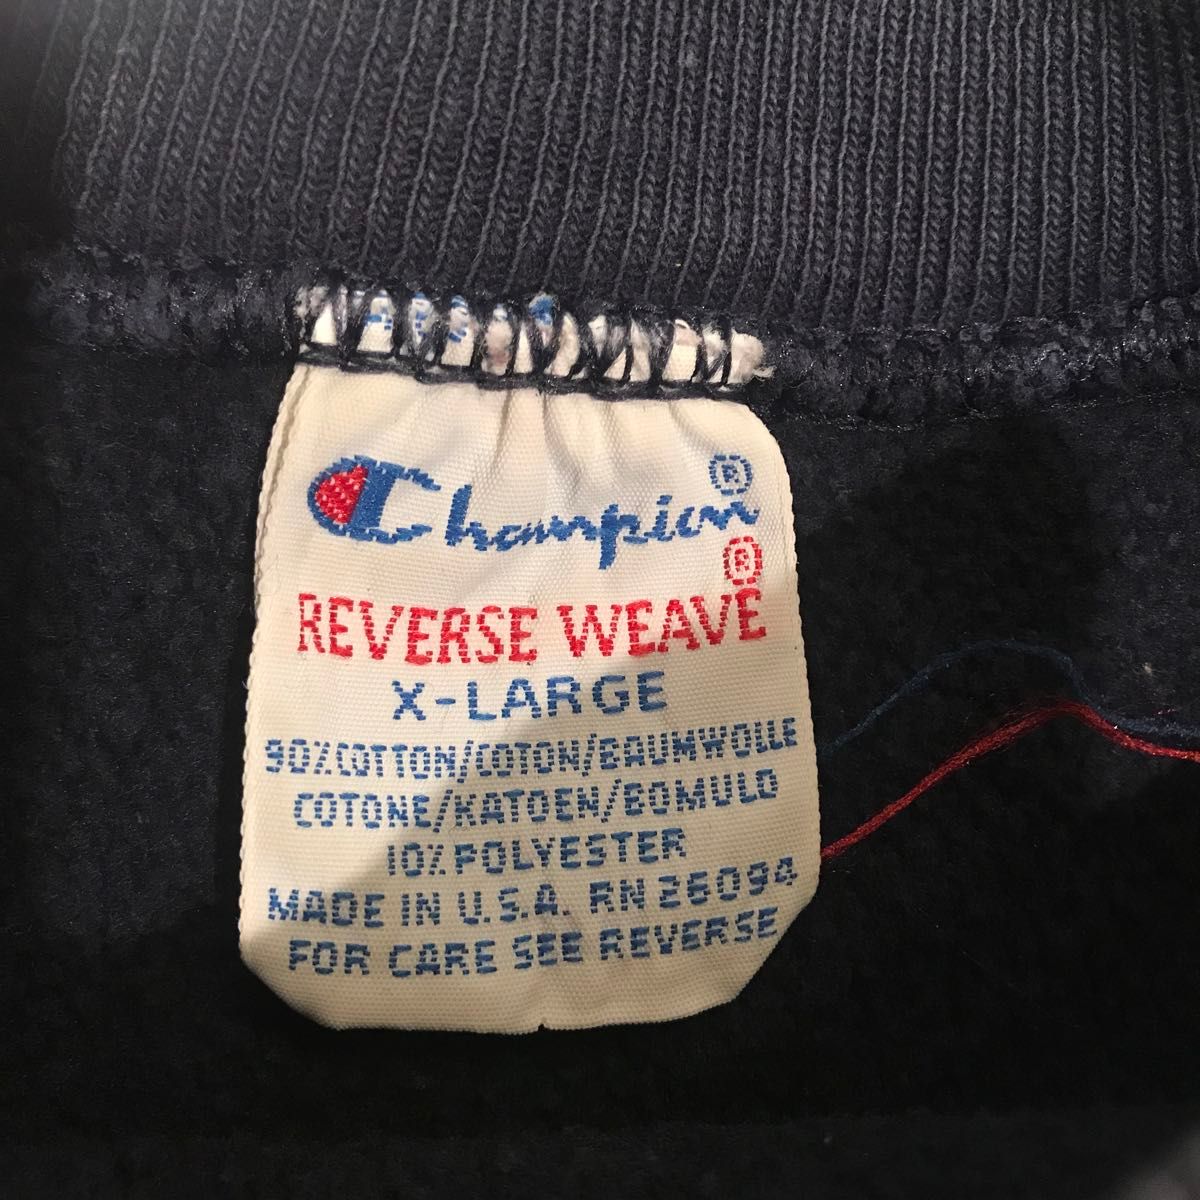 Champion®
REVERSE WEAVE®
X-LARGE
90% COTTON/COTON/BAUMWOLLE
COTONE/KATOEN/BOMULD
10% POLYESTER
MADE IN U.S.A. RN 26094
FOR CARE SEE REVERSE